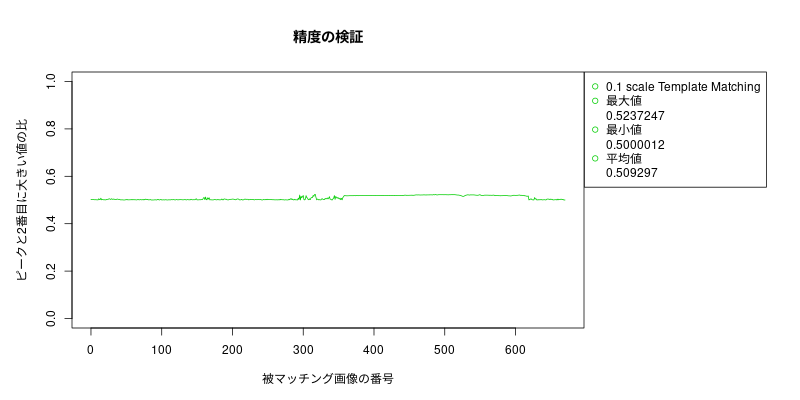 精度の検証
0.1 scale Template Matching
最大値
0.5237247
最小値
0.5000012
平均値
0.509297
ピークと2番目に大きい値の比
1.0
0.8
0.6
0.4
0.2
0.0
0 100 200 300 400 500 600
被マッチング画像の番号